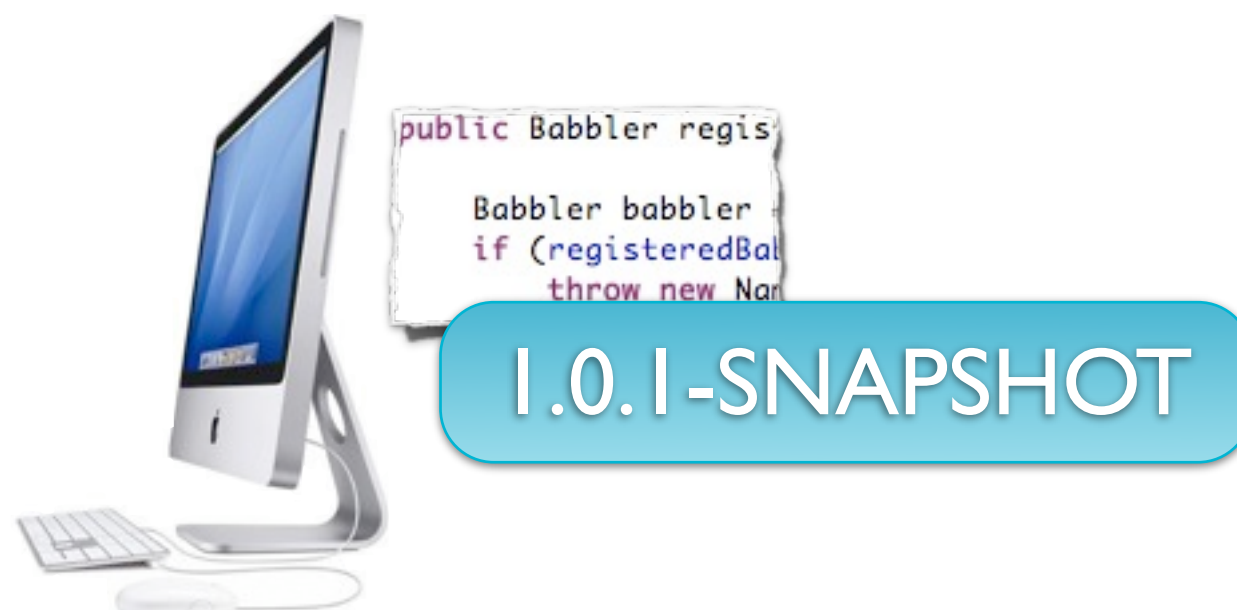 public Babbler regis
Babbler babbler
if (registeredBa
throw new Na
1.0.1-SNAPSHOT